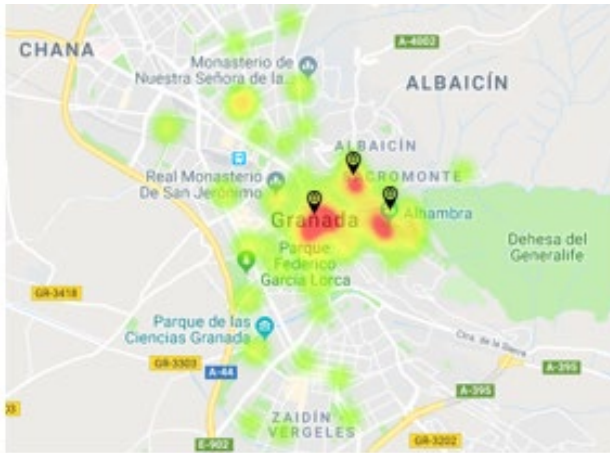 A-4002
CHANA
Monasterio de
Nuestra Señora de la...
ALBAICÍN
ALBAICÍN
Real Monasterio
De San Jerónimo
CROMONTE
Granada
Alhambra
Dehesa del
Generalife
Parque
Federico
García Lorca
GR-3418
Parque de las
Ciencias Granada
Ctra. de la Sierra
GR-3303
A-44
A-395
A-395
03
ZAIDÍN
VERGELES
E-902
GR-3202